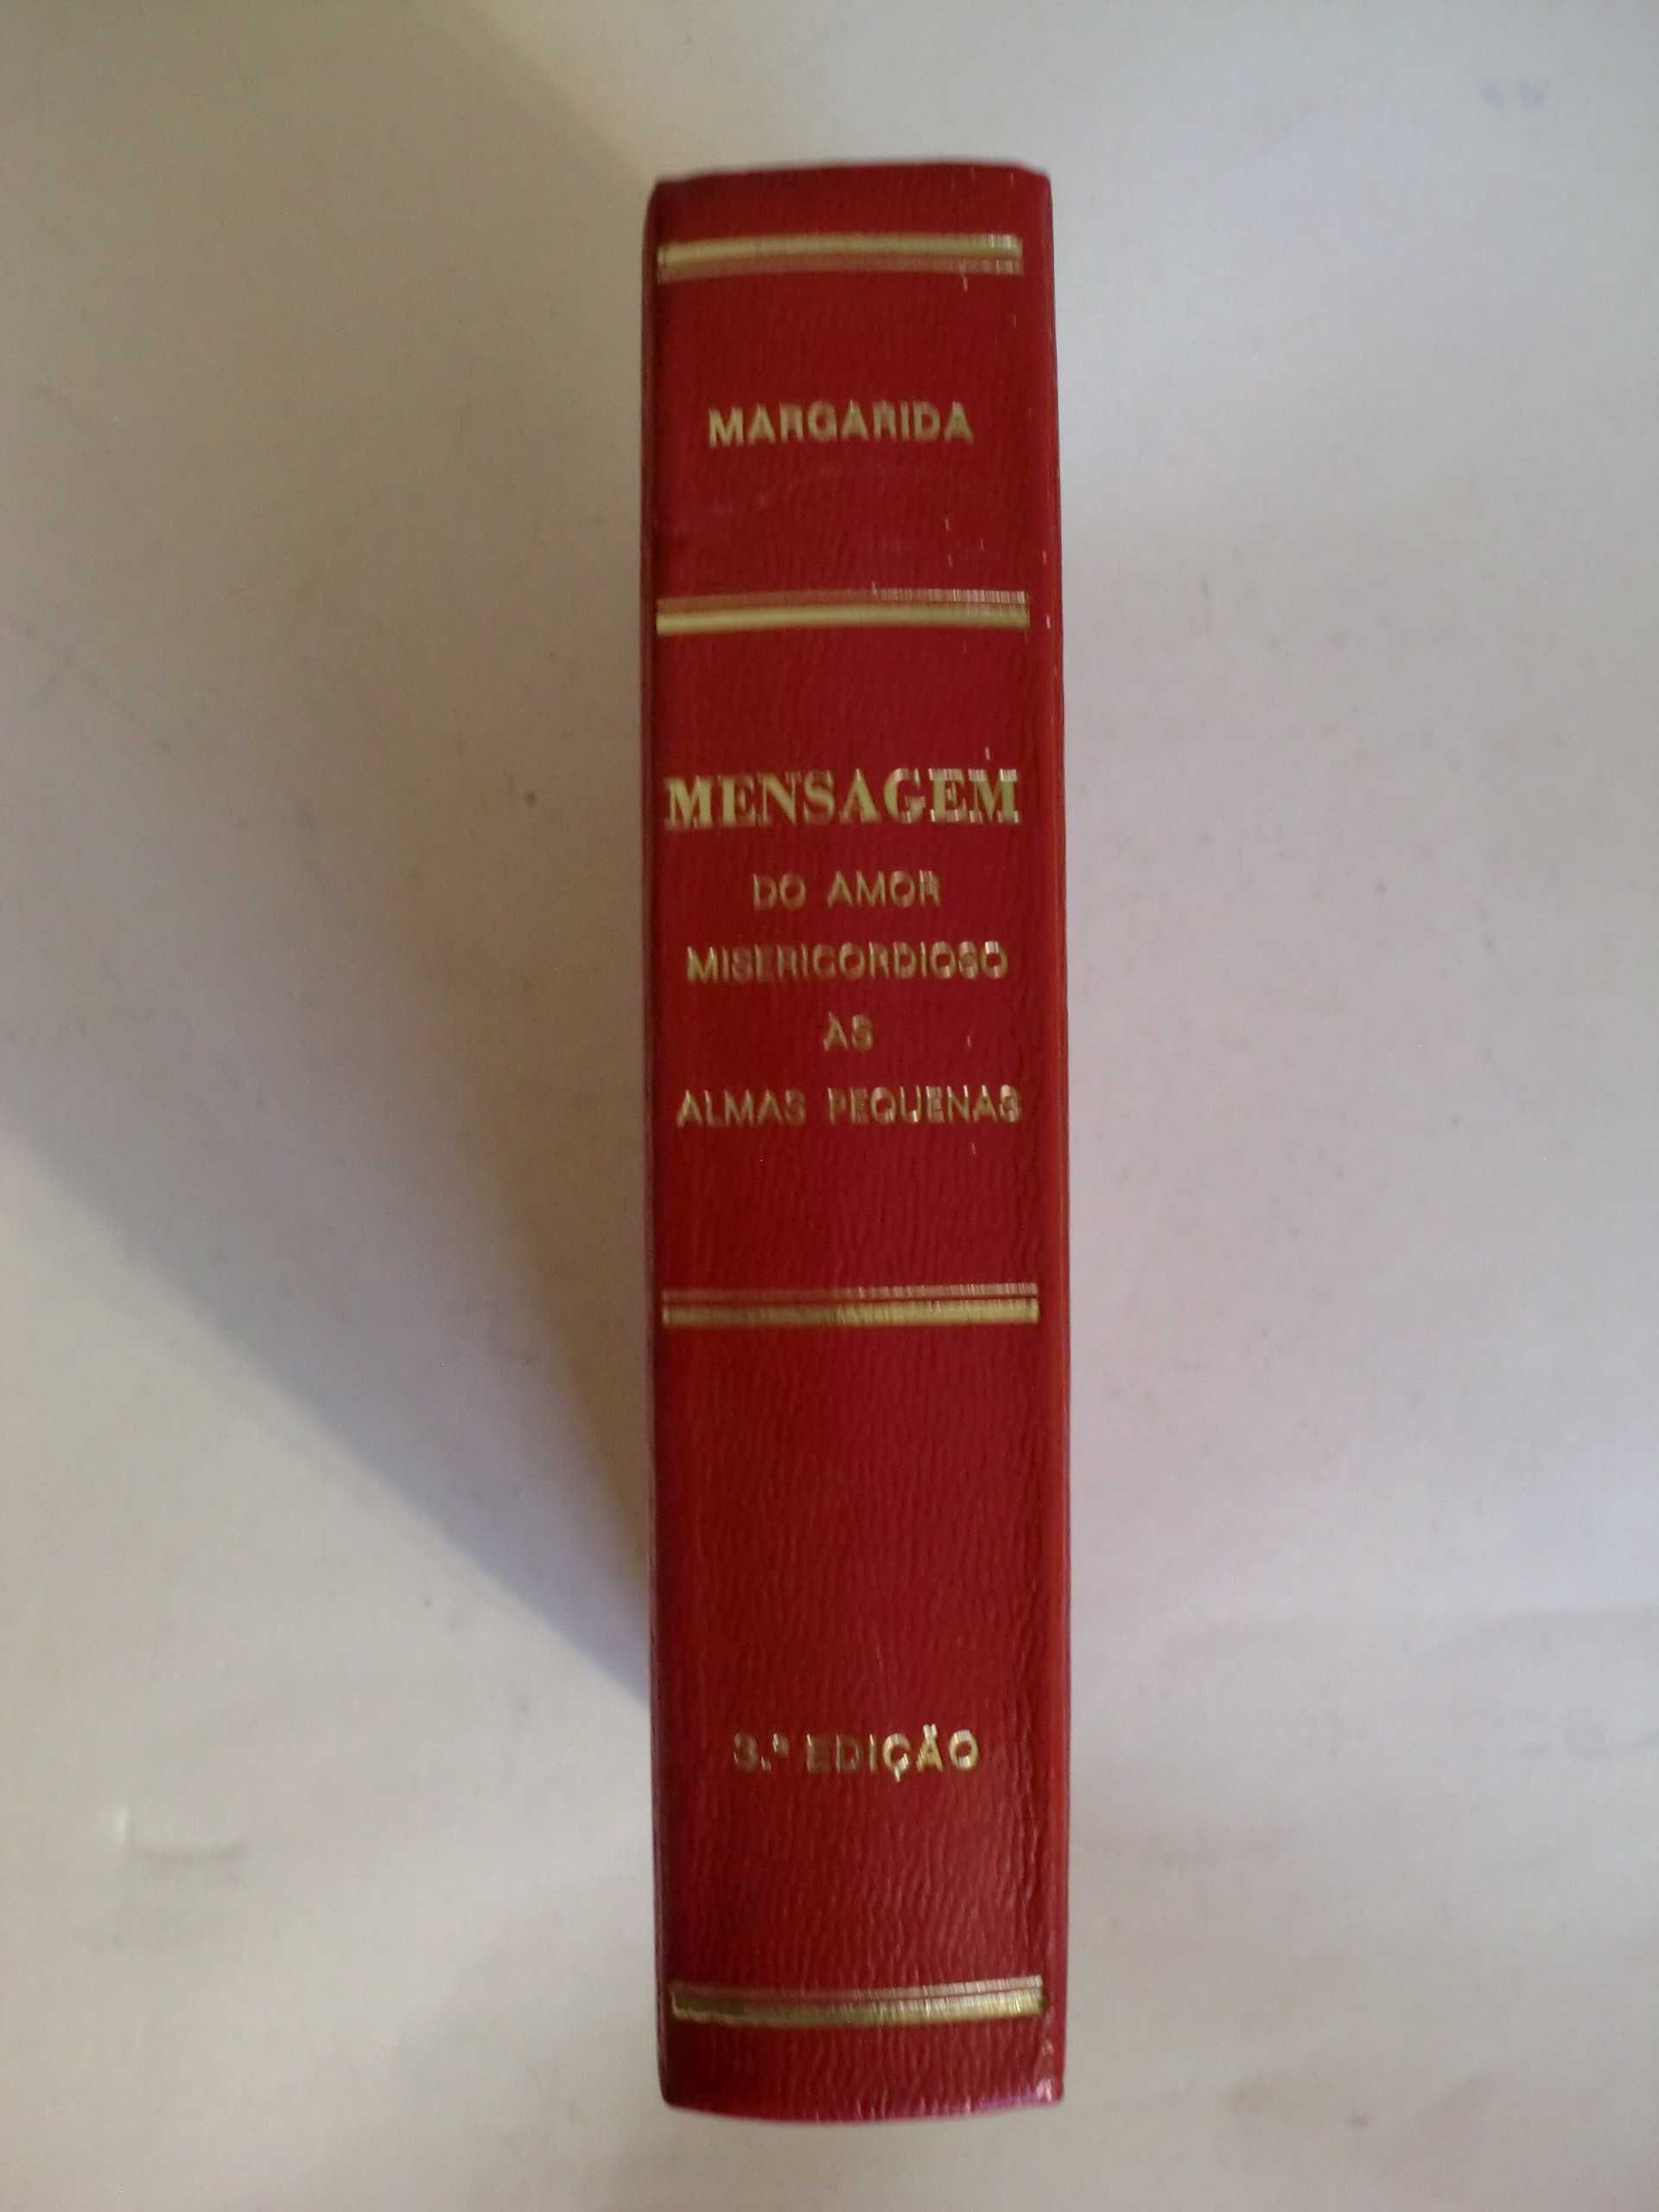 MARGARIDA
MENSAGEM
DO AMOR
MISERICORDIOSO
ÀS
ALMAS PEQUENAS
3.ª EDIÇÃO